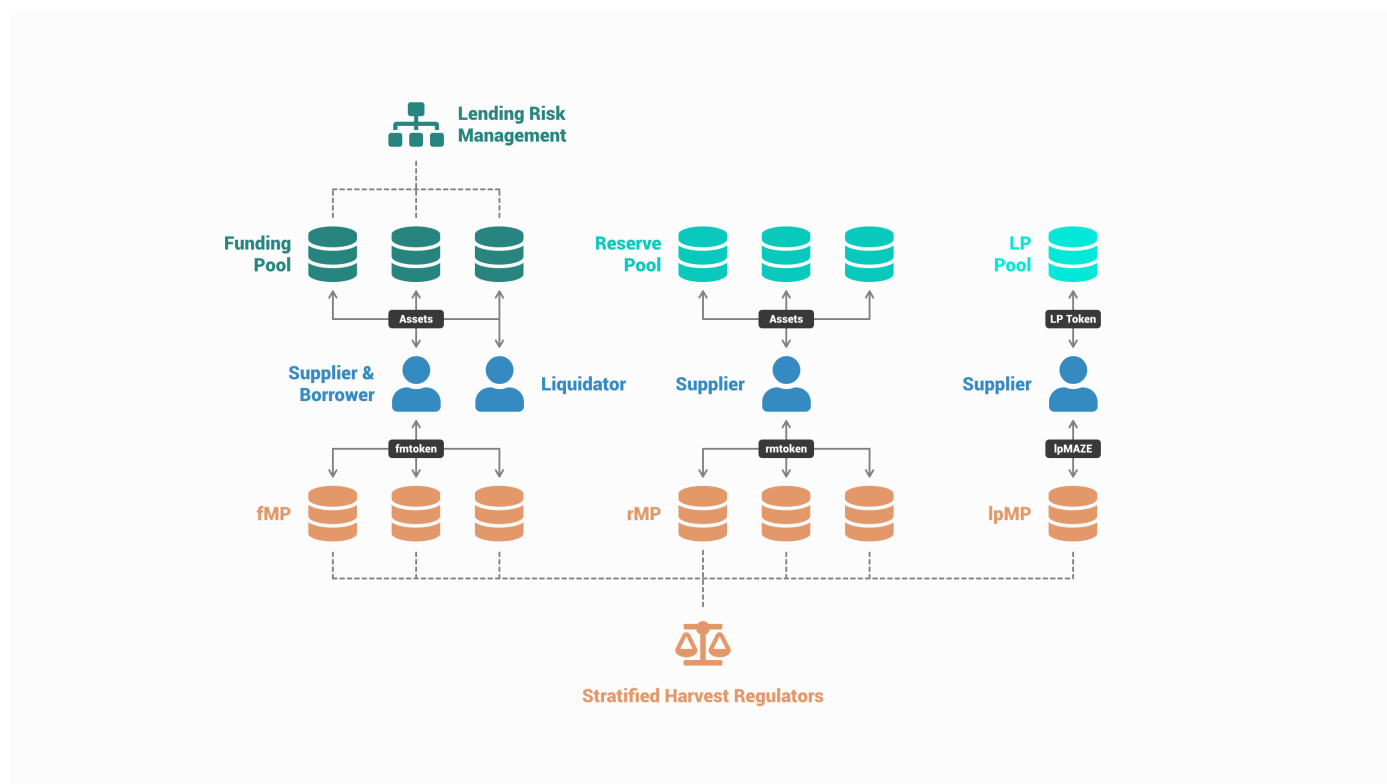 Lending Risk
Management
Funding
Pool
Reserve
Pool
LP
Pool
Assets
Assets
LP Token
Supplier &
Borrower
Liquidator
Supplier
Supplier
fmtoken
rmtoken
lpMAZE
fMP
rMP
lpMP
Stratified Harvest Regulators